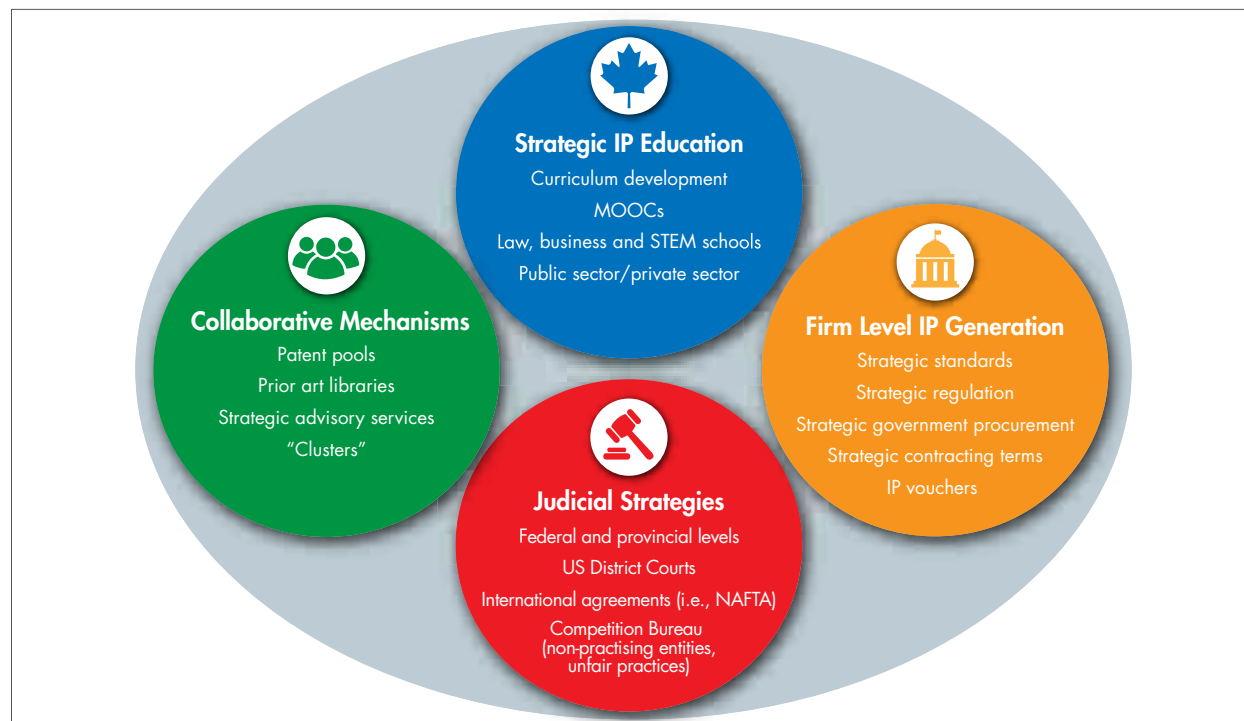 Strategic IP Education
Curriculum development
MOOCs
Law, business and STEM schools
Public sector/private sector
Collaborative Mechanisms
Patent pools
Prior art libraries
Strategic advisory services
“Clusters”
Firm Level IP Generation
Strategic standards
Strategic regulation
Strategic government procurement
Strategic contracting terms
IP vouchers
Judicial Strategies
Federal and provincial levels
US District Courts
International agreements (i.e., NAFTA)
Competition Bureau
(non-practising entities,
unfair practices)